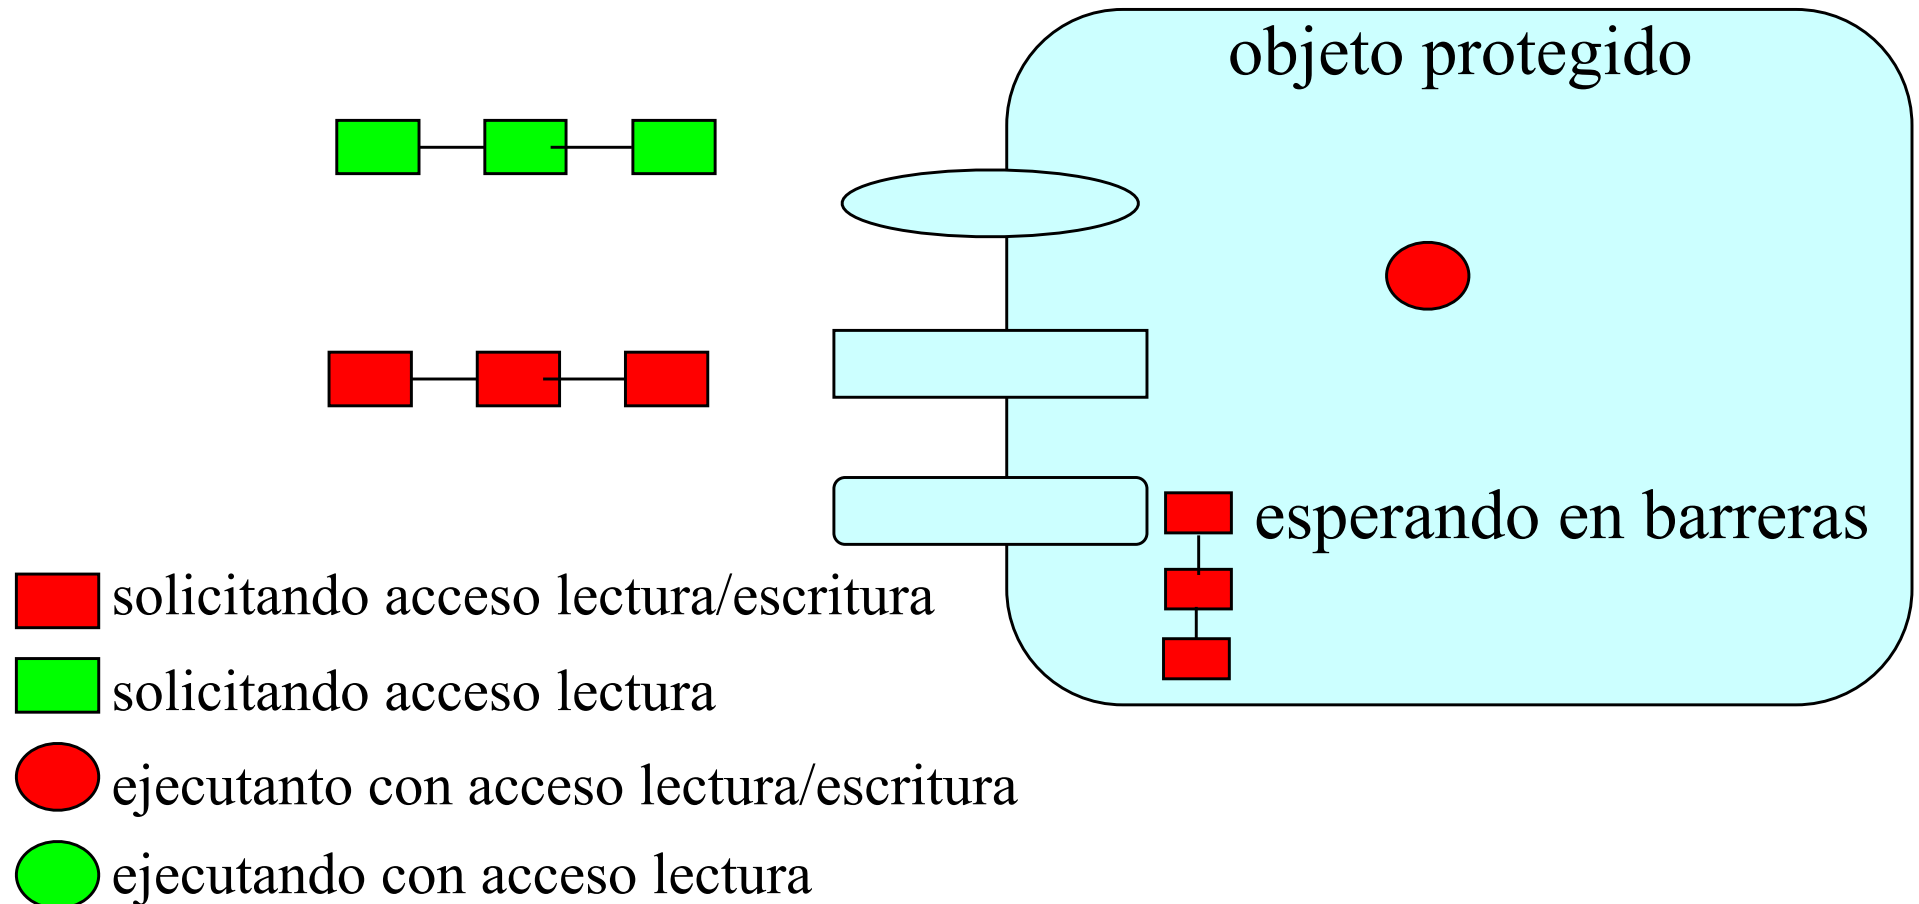 objeto protegido
esperando en barreras
solicitando acceso lectura/escritura
solicitando acceso lectura
ejecutanto con acceso lectura/escritura
ejecutando con acceso lectura